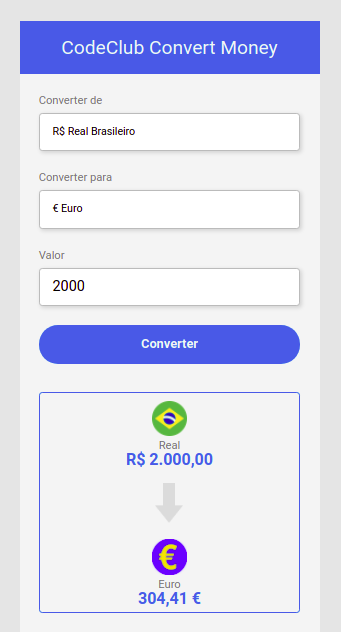 CodeClub Convert Money
Converter de
R$ Real Brasileiro
Converter para
€ Euro
Valor
2000
Converter
Real
R$ 2.000,00
€
Euro
304,41 €